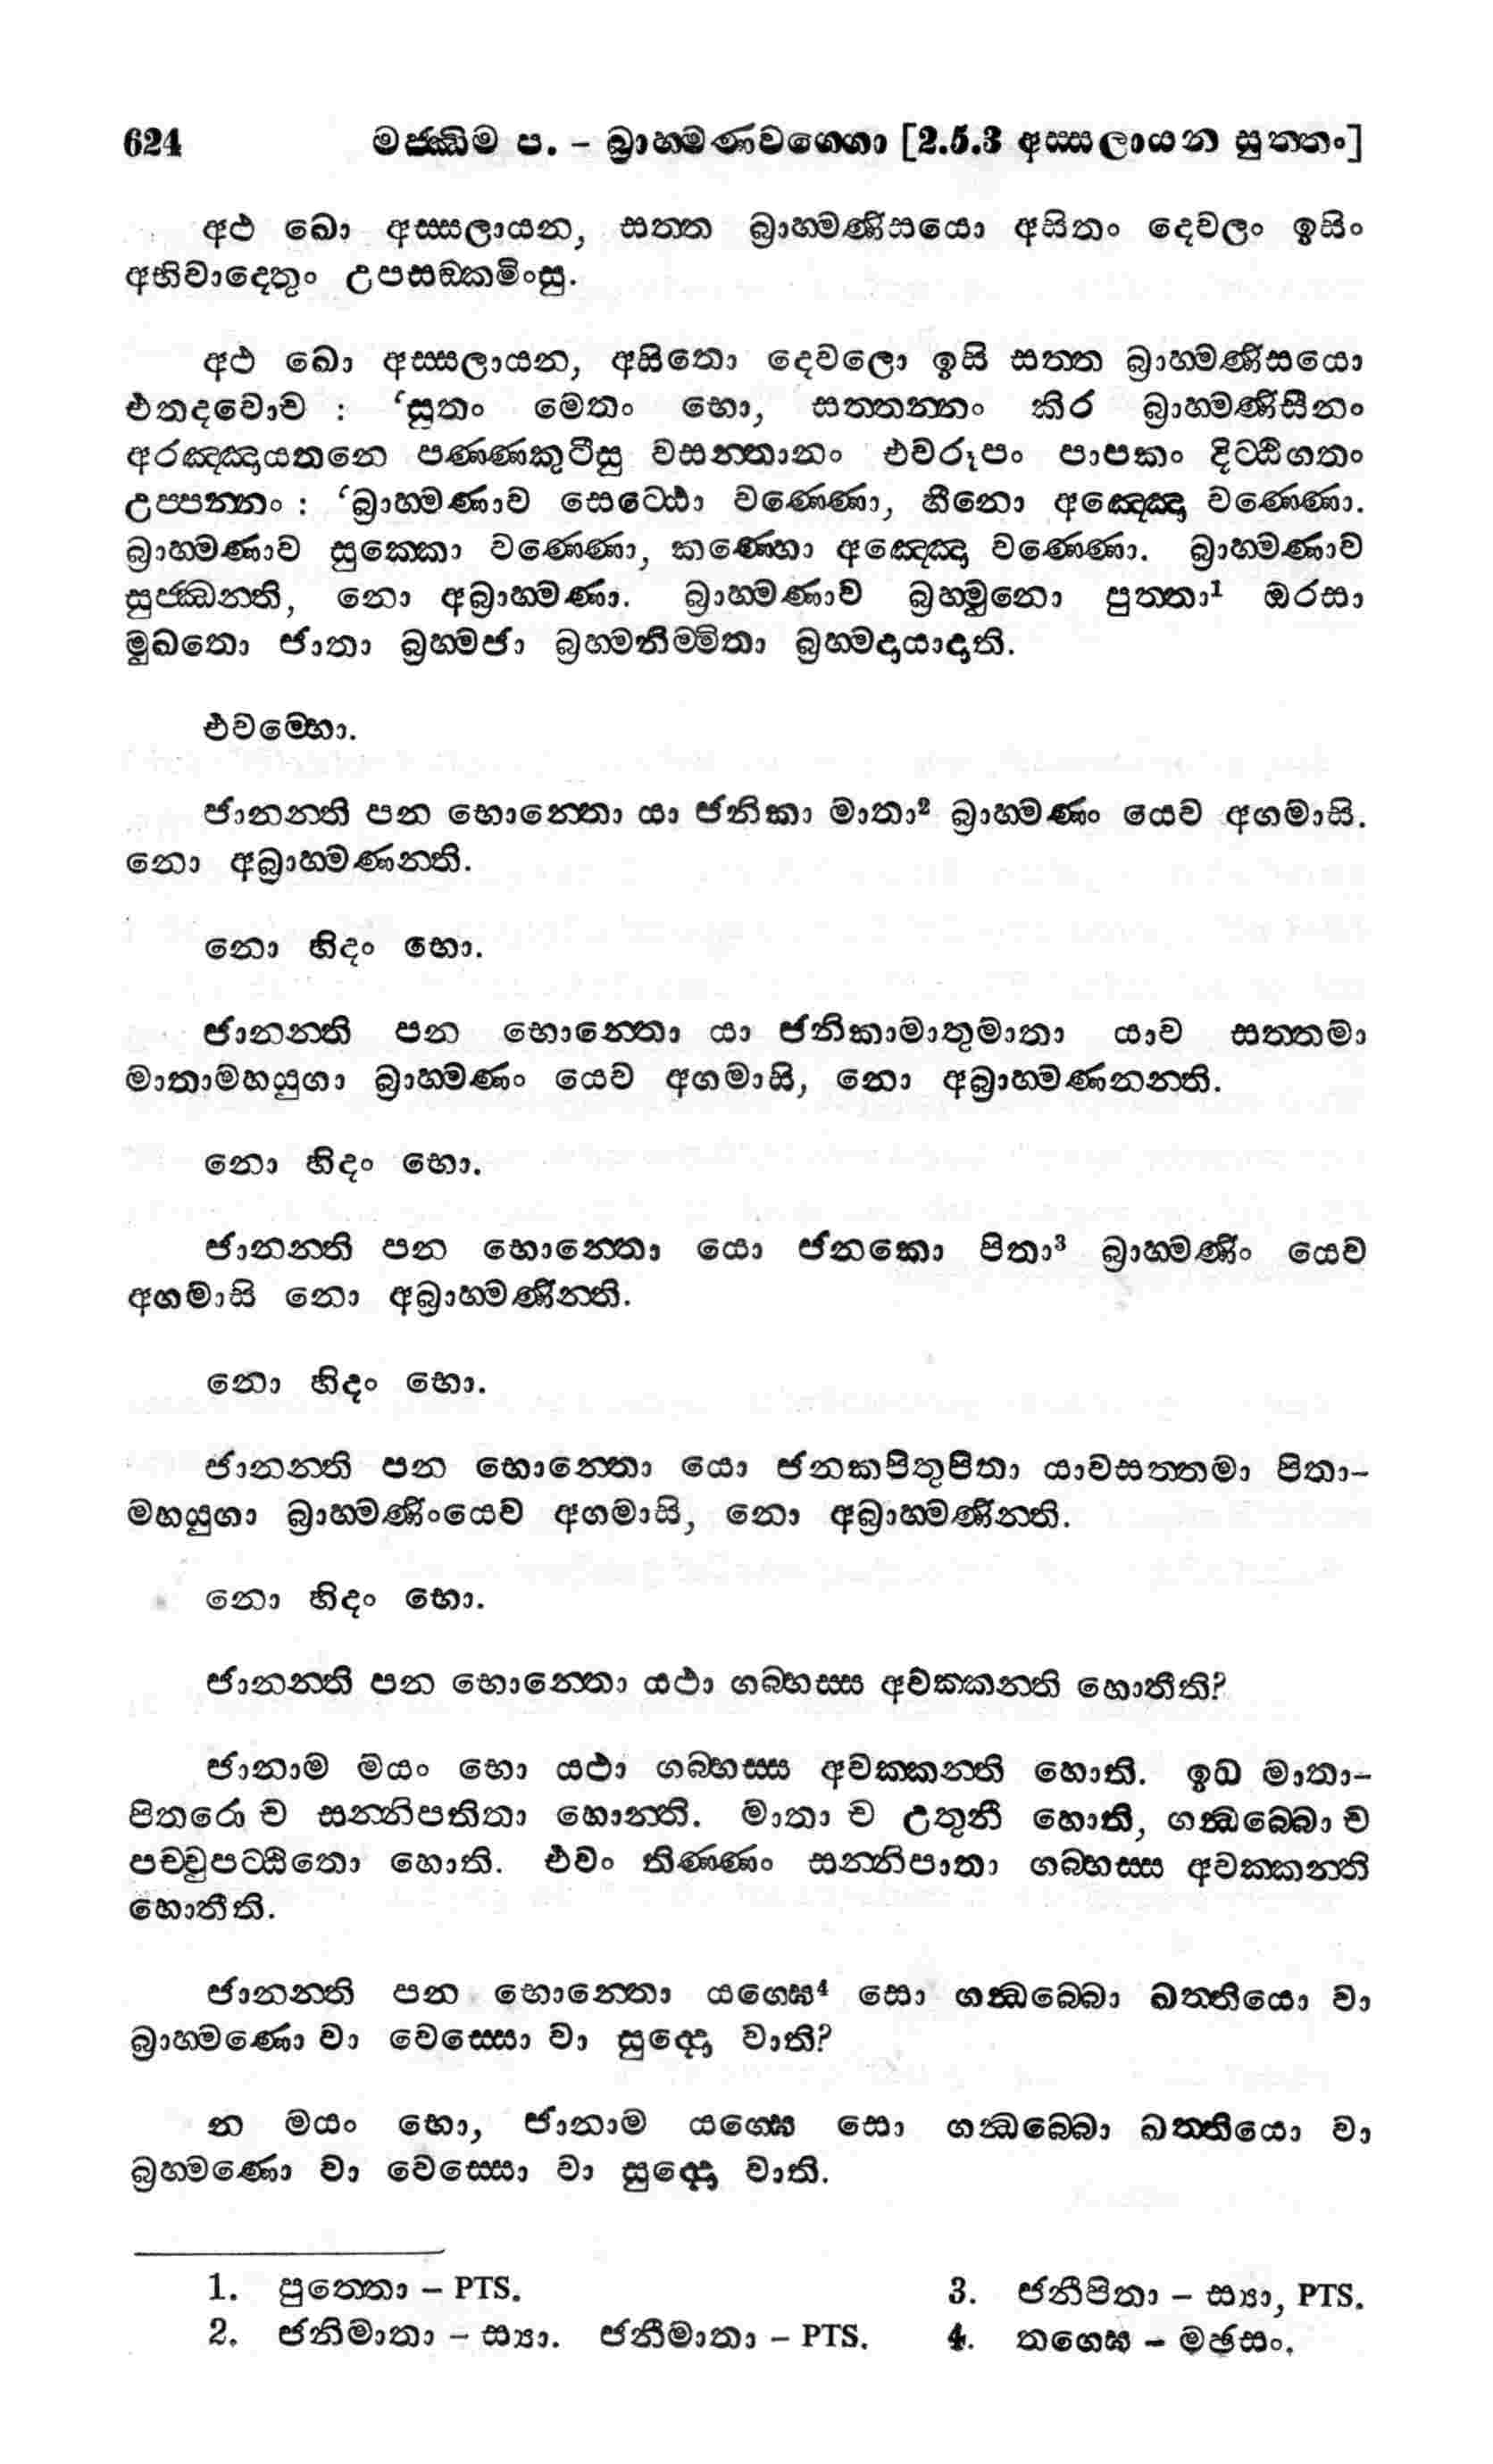 624 මජ්ඣිම ප. – බ්‍රාහ්මණවග්ගො [2.5.3 අස්සලායන සුත්තං]
අථ ඛො අස්සලායන, සත්ත බ්‍රාහ්මණිසයො අසිතං දෙවලං ඉසිං
අභිවාදෙතුං උපසඞ්කමිංසු.
අථ ඛො අස්සලායන, අසිතො දෙවලො ඉසි සත්ත බ්‍රාහ්මණිසයො
එතදවොච : ‘සුතං මෙතං භො, සත්තන්නං කිර බ්‍රාහ්මණිසීනං
අරඤ්ඤායතනෙ පණ්ණකුටීසු වසන්තානං එවරූපං පාපකං දිට්ඨිගතං
උප්පන්නං : ‘බ්‍රාහ්මණාව සෙට්ඨො වණ්ණො, හීනො අඤ්ඤො වණ්ණො.
බ්‍රාහ්මණාව සුක්කො වණ්ණො, කණ්හො අඤ්ඤො වණ්ණො. බ්‍රාහ්මණාව
සුජ්ඣන්ති, නො අබ්‍රාහ්මණා. බ්‍රාහ්මණාව බ්‍රහ්මුනො පුත්තා¹ ඔරසා
මුඛතො ජාතා බ්‍රහ්මජා බ්‍රහ්මනිම්මිතා බ්‍රහ්මදායාදාති.
එවම්භො.
ජානන්ති පන භොන්තො යා ජනිකා මාතා² බ්‍රාහ්මණං යෙව අගමාසි.
නො අබ්‍රාහ්මණන්ති.
නො හිදං භො.
ජානන්ති පන භොන්තො යා ජනිකාමාතුමාතා යාව සත්තමා
මාතාමහයුගා බ්‍රාහ්මණං යෙව අගමාසි, නො අබ්‍රාහ්මණනන්ති.
නො හිදං භො.
ජානන්ති පන භොන්තො යො ජනකො පිතා³ බ්‍රාහ්මණිං යෙව
අගමාසි නො අබ්‍රාහ්මණින්ති.
නො හිදං භො.
ජානන්ති පන භොන්තො යො ජනකපිතුපිතා යාවසත්තමා පිතා-
මහයුගා බ්‍රාහ්මණිංයෙව අගමාසි, නො අබ්‍රාහ්මණින්ති.
නො හිදං භො.
ජානන්ති පන භොන්තො යථා ගබ්භස්ස අවක්කන්ති හොතීති?
ජානාම මයං භො යථා ගබ්භස්ස අවක්කන්ති හොති. ඉධ මාතා-
පිතරො ච සන්නිපතිතා හොන්ති. මාතා ච උතුනී හොති, ගන්ධබ්බො ච
පච්චුපට්ඨිතො හොති. එවං තිණ්ණං සන්නිපාතා ගබ්භස්ස අවක්කන්ති
හොතීති.
ජානන්ති පන භොන්තො යග්ඝෙ⁴ සො ගන්ධබ්බො ඛත්තියො වා
බ්‍රාහ්මණො වා වෙස්සො වා සුද්දො වාති?
න මයං භො, ජානාම යග්ඝෙ සො ගන්ධබ්බො ඛත්තියො වා
බ්‍රහ්මණො වා වෙස්සො වා සුද්දො වාති.
1. පුත්තො – PTS.
2. ජනිමාතා – ස්‍යා. ජනීමාතා – PTS.
3. ජනීපිතා – ස්‍යා, PTS.
4. තග්ඝෙ – මඡසං.